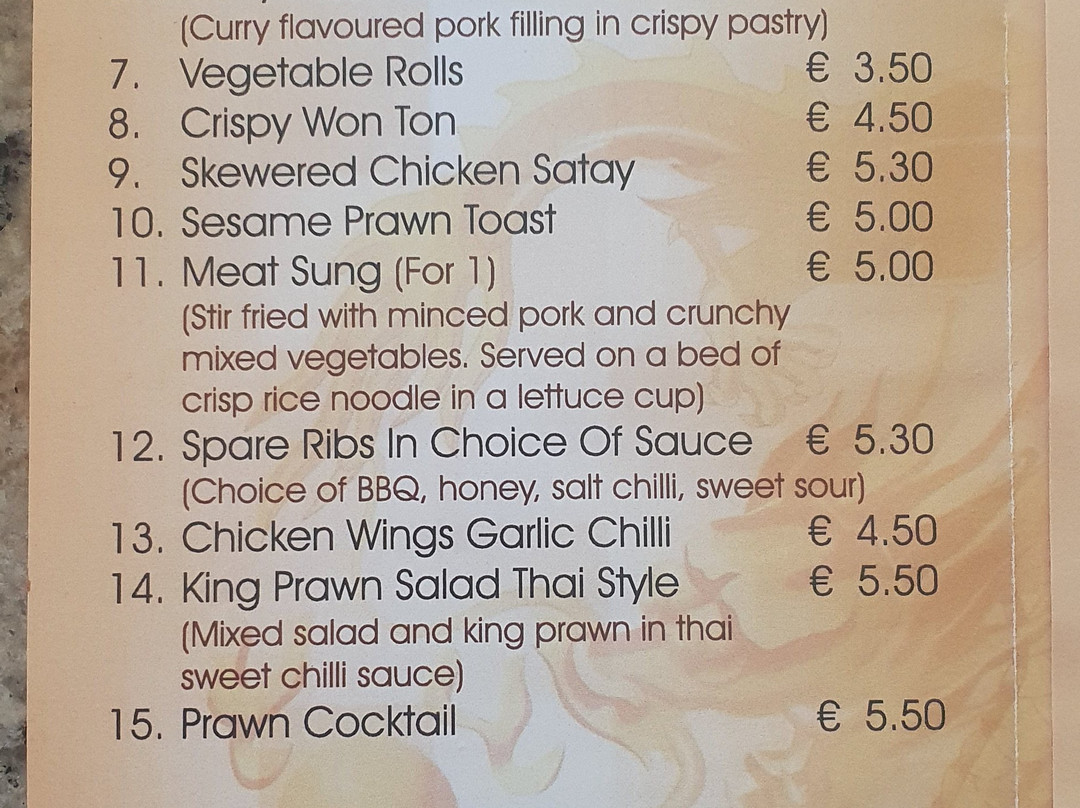 (Curry flavoured pork filling in crispy pastry)
7. Vegetable Rolls € 3.50
8. Crispy Won Ton € 4.50
9. Skewered Chicken Satay € 5.30
10. Sesame Prawn Toast € 5.00
11. Meat Sung (For 1) € 5.00
(Stir fried with minced pork and crunchy
mixed vegetables. Served on a bed of
crisp rice noodle in a lettuce cup)
12. Spare Ribs In Choice Of Sauce € 5.30
(Choice of BBQ, honey, salt chilli, sweet sour)
13. Chicken Wings Garlic Chilli € 4.50
14. King Prawn Salad Thai Style € 5.50
(Mixed salad and king prawn in thai
sweet chilli sauce)
15. Prawn Cocktail € 5.50